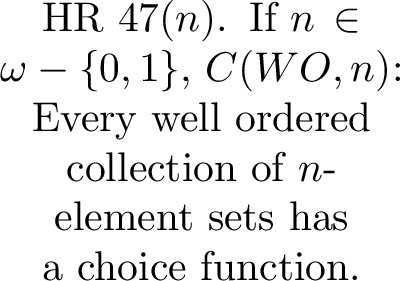 HR 47(n). If n ∈
ω − {0, 1}, C(WO, n):
Every well ordered
collection of n-
element sets has
a choice function.